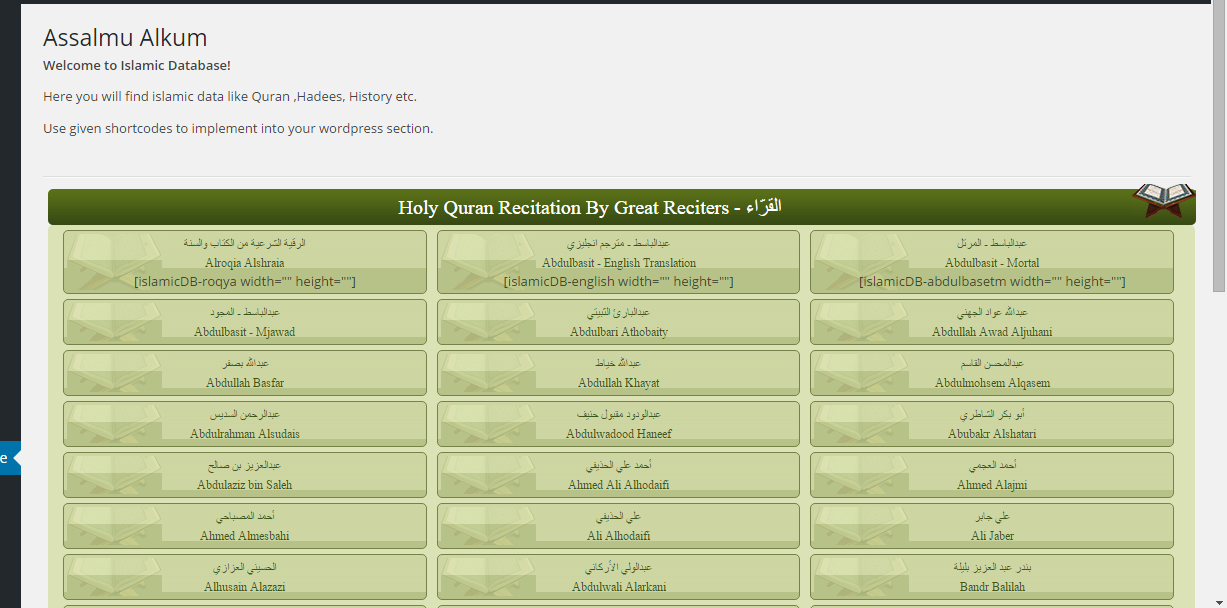 Assalmu Alkum
Welcome to Islamic Database!
Here you will find islamic data like Quran ,Hadees, History etc.
Use given shortcodes to implement into your wordpress section.
Holy Quran Recitation By Great Reciters - القرّاء
الرقية الشرعية من الكتاب والسنة
Alroqia Alshraia
[islamicDB-roqya width="" height=""]
عبدالباسط - مترجم انجليزي
Abdulbasit - English Translation
[islamicDB-english width="" height=""]
عبدالباسط - المرتل
Abdulbasit - Mortal
[islamicDB-abdulbasetm width="" height=""]
عبدالباسط - المجود
Abdulbasit - Mjawad
عبدالبارئ الثبيتي
Abdulbari Athobaity
عبدالله عواد الجهني
Abdullah Awad Aljuhani
عبدالله بصفر
Abdullah Basfar
عبدالله خياط
Abdullah Khayat
عبدالمحسن القاسم
Abdulmohsem Alqasem
عبدالرحمن السديس
Abdulrahman Alsudais
عبدالودود مقبول حنيف
Abdulwadood Haneef
أبو بكر الشاطري
Abubakr Alshatari
عبدالعزيز بن صالح
Abdulaziz bin Saleh
أحمد علي الحذيفي
Ahmed Ali Alhodaifi
أحمد العجمي
Ahmed Alajmi
أحمد المصباحي
Ahmed Almesbahi
علي الحذيفي
Ali Alhodaifi
علي جابر
Ali Jaber
الحسيني العزازي
Alhusain Alazazi
عبدالولي الأركاني
Abdulwali Alarkani
بندر عبد العزيز بليلة
Bandr Balilah
e